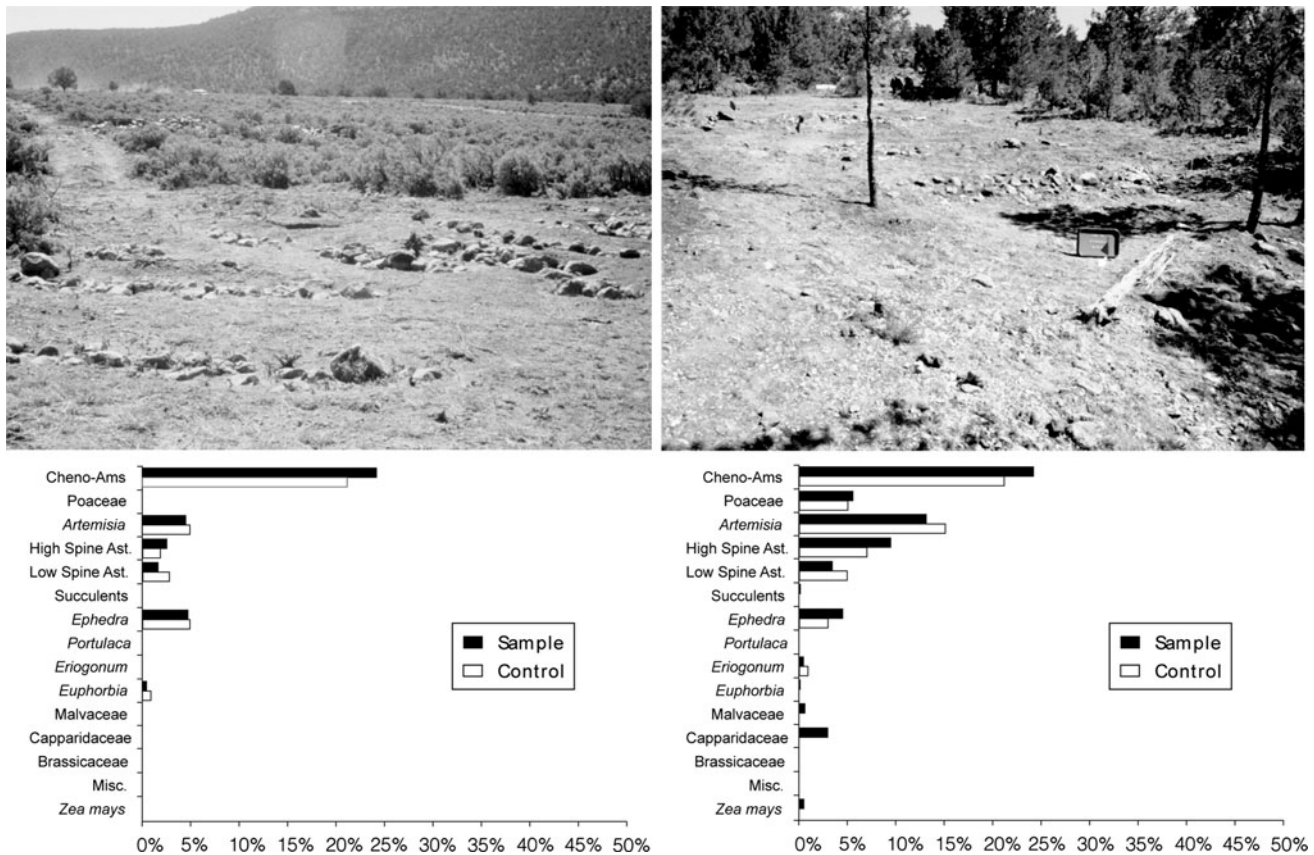 Cheno-Ams
Poaceae
Artemisia
High Spine Ast.
Low Spine Ast.
Succulents
Ephedra
Portulaca
Eriogonum
Euphorbia
Malvaceae
Capparidaceae
Brassicaceae
Misc.
Zea mays
0% 5% 10% 15% 20% 25% 30% 35% 40% 45% 50%
Sample
Control
Cheno-Ams
Poaceae
Artemisia
High Spine Ast.
Low Spine Ast.
Succulents
Ephedra
Portulaca
Eriogonum
Euphorbia
Malvaceae
Capparidaceae
Brassicaceae
Misc.
Zea mays
0% 5% 10% 15% 20% 25% 30% 35% 40% 45% 50%
Sample
Control